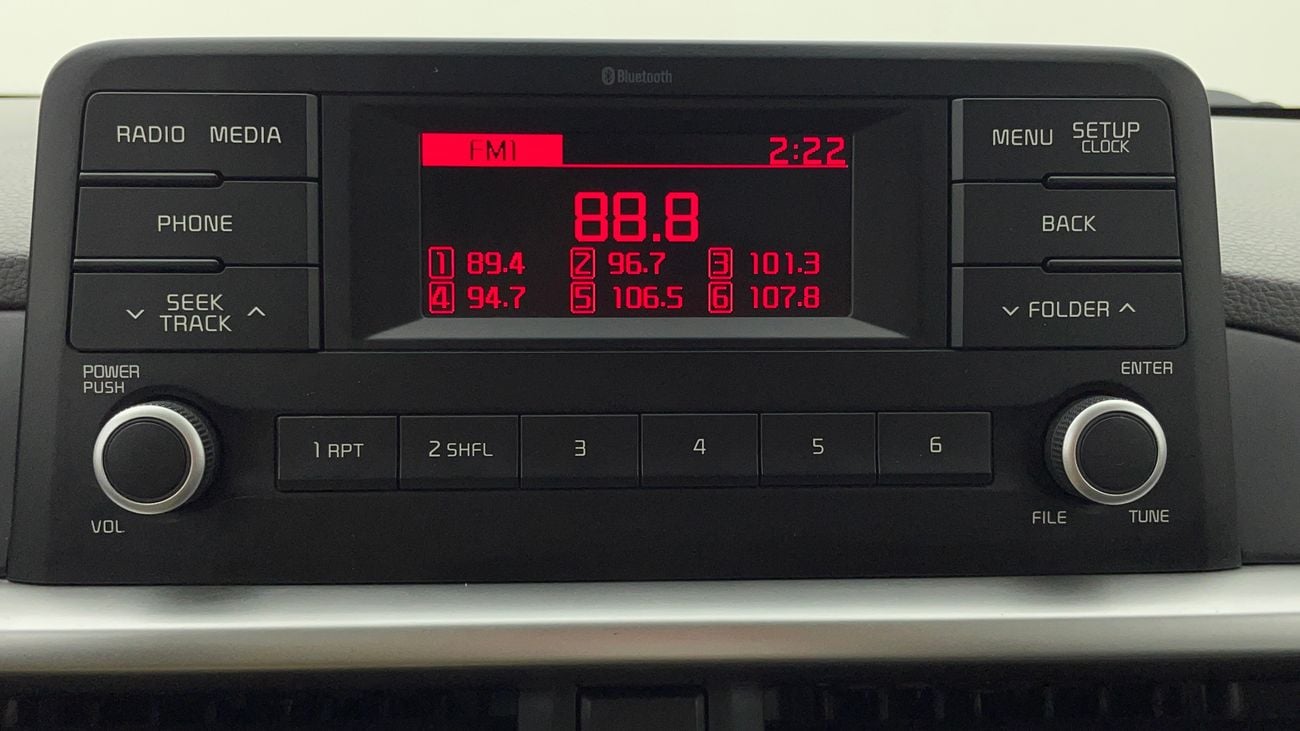 Bluetooth
RADIO MEDIA
PHONE
SEEK
TRACK
FM1 2:22
88.8
1 89.4 2 96.7 3 101.3
4 94.7 5 106.5 6 107.8
MENU SETUP
CLOCK
BACK
FOLDER
POWER
PUSH
VOL
1 RPT 2 SHFL 3 4 5 6
ENTER
FILE TUNE